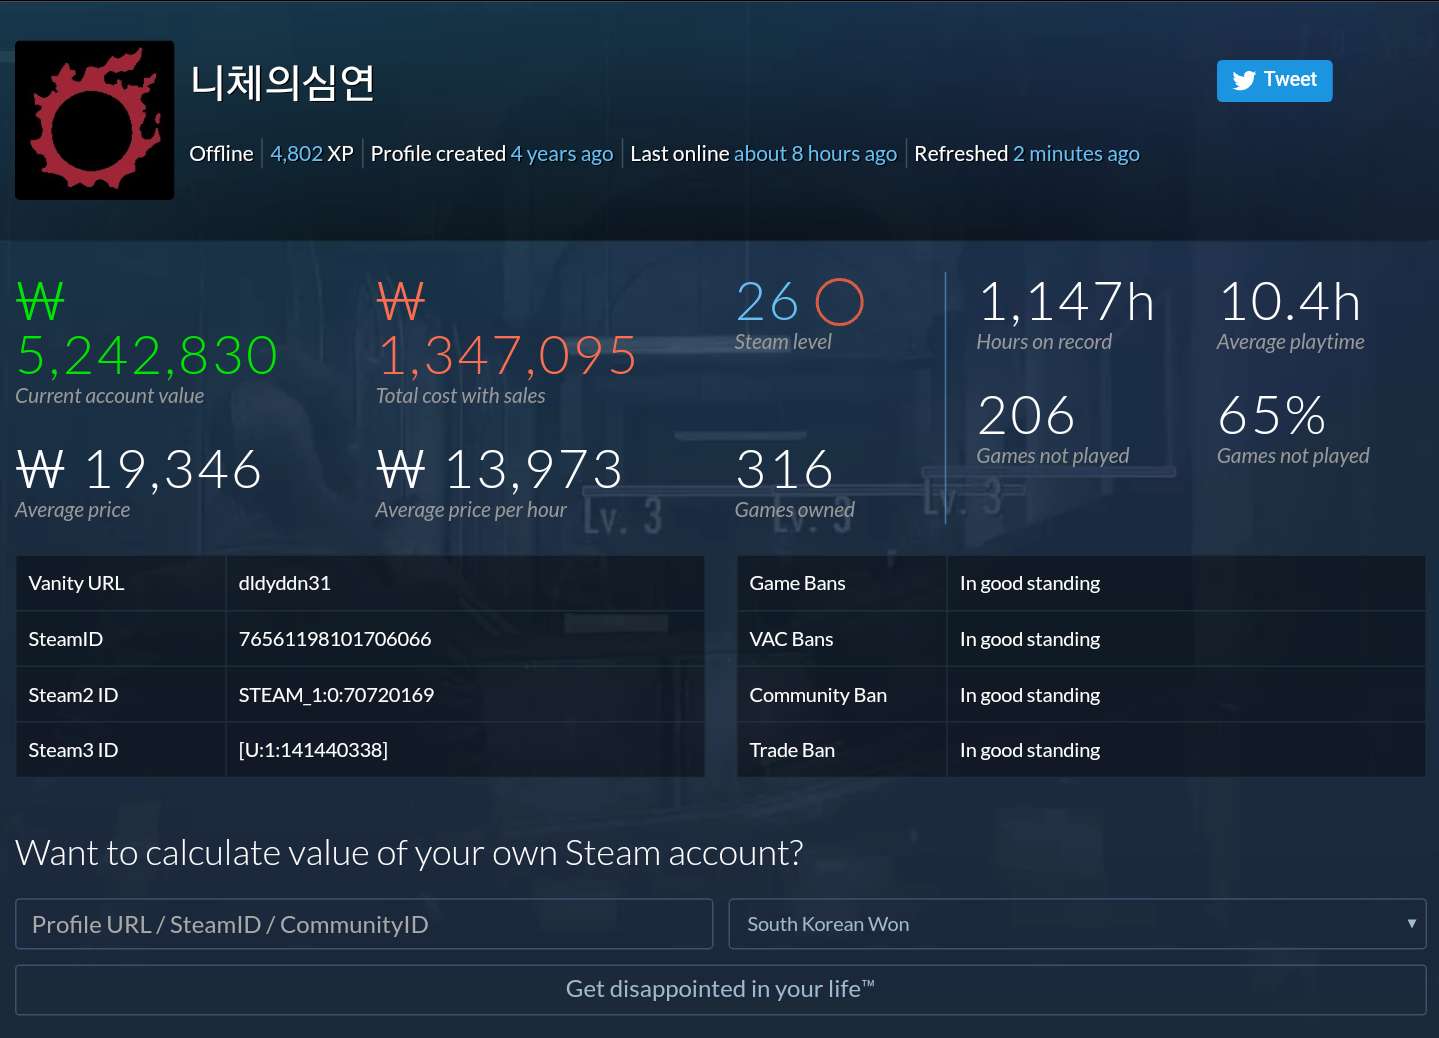 니체의심연
Tweet
Offline 4,802 XP Profile created 4 years ago Last online about 8 hours ago Refreshed 2 minutes ago
₩
5,242,830
Current account value
₩
1,347,095
Total cost with sales
26
Steam level
1,147h
Hours on record
10.4h
Average playtime
206
Games not played
65%
Games not played
₩ 19,346
Average price
₩ 13,973
Average price per hour
316
Games owned
Lv. 3
Lv. 3
Lv. 3
Vanity URL dldyddn31
SteamID 76561198101706066
Steam2 ID STEAM_1:0:70720169
Steam3 ID [U:1:141440338]
Game Bans In good standing
VAC Bans In good standing
Community Ban In good standing
Trade Ban In good standing
Want to calculate value of your own Steam account?
Profile URL / SteamID / CommunityID
South Korean Won
Get disappointed in your life™